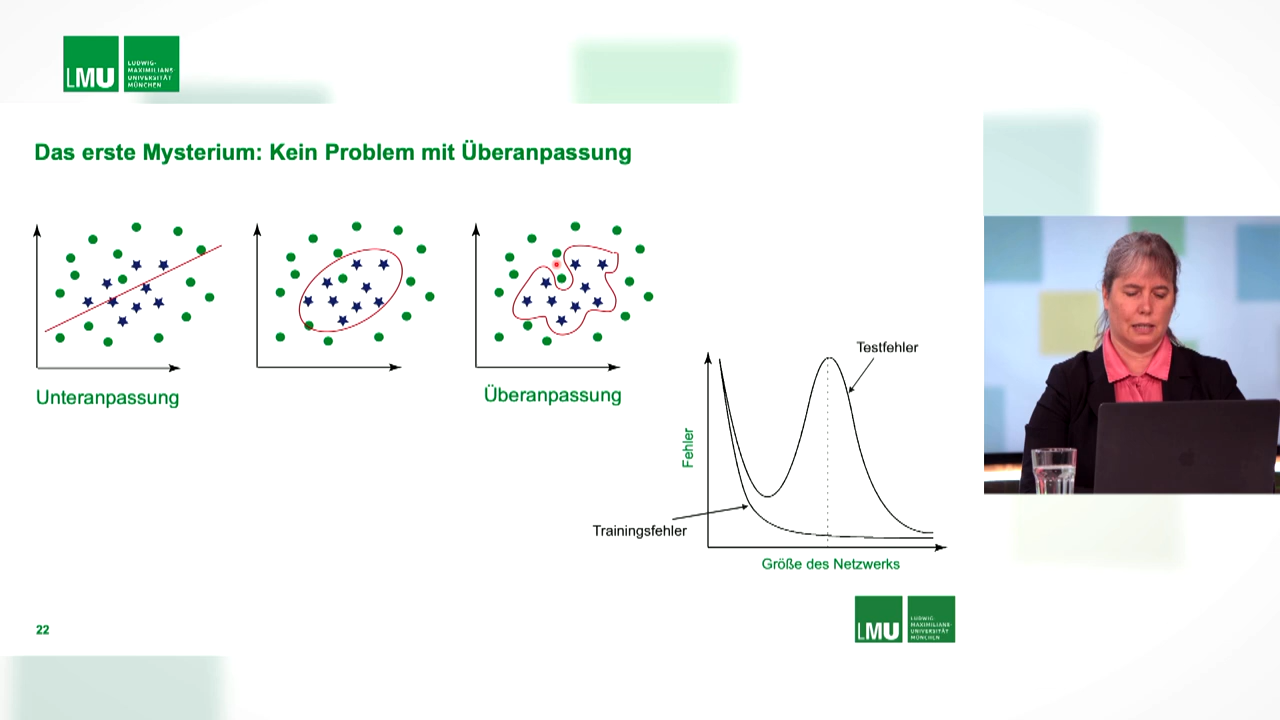 LMU
LUDWIG-
MAXIMILIANS-
UNIVERSITÄT
MÜNCHEN
Das erste Mysterium: Kein Problem mit Überanpassung
Unteranpassung
Überanpassung
Testfehler
Fehler
Trainingsfehler
Größe des Netzwerks
22
LMU
LUDWIG-
MAXIMILIANS-
UNIVERSITÄT
MÜNCHEN